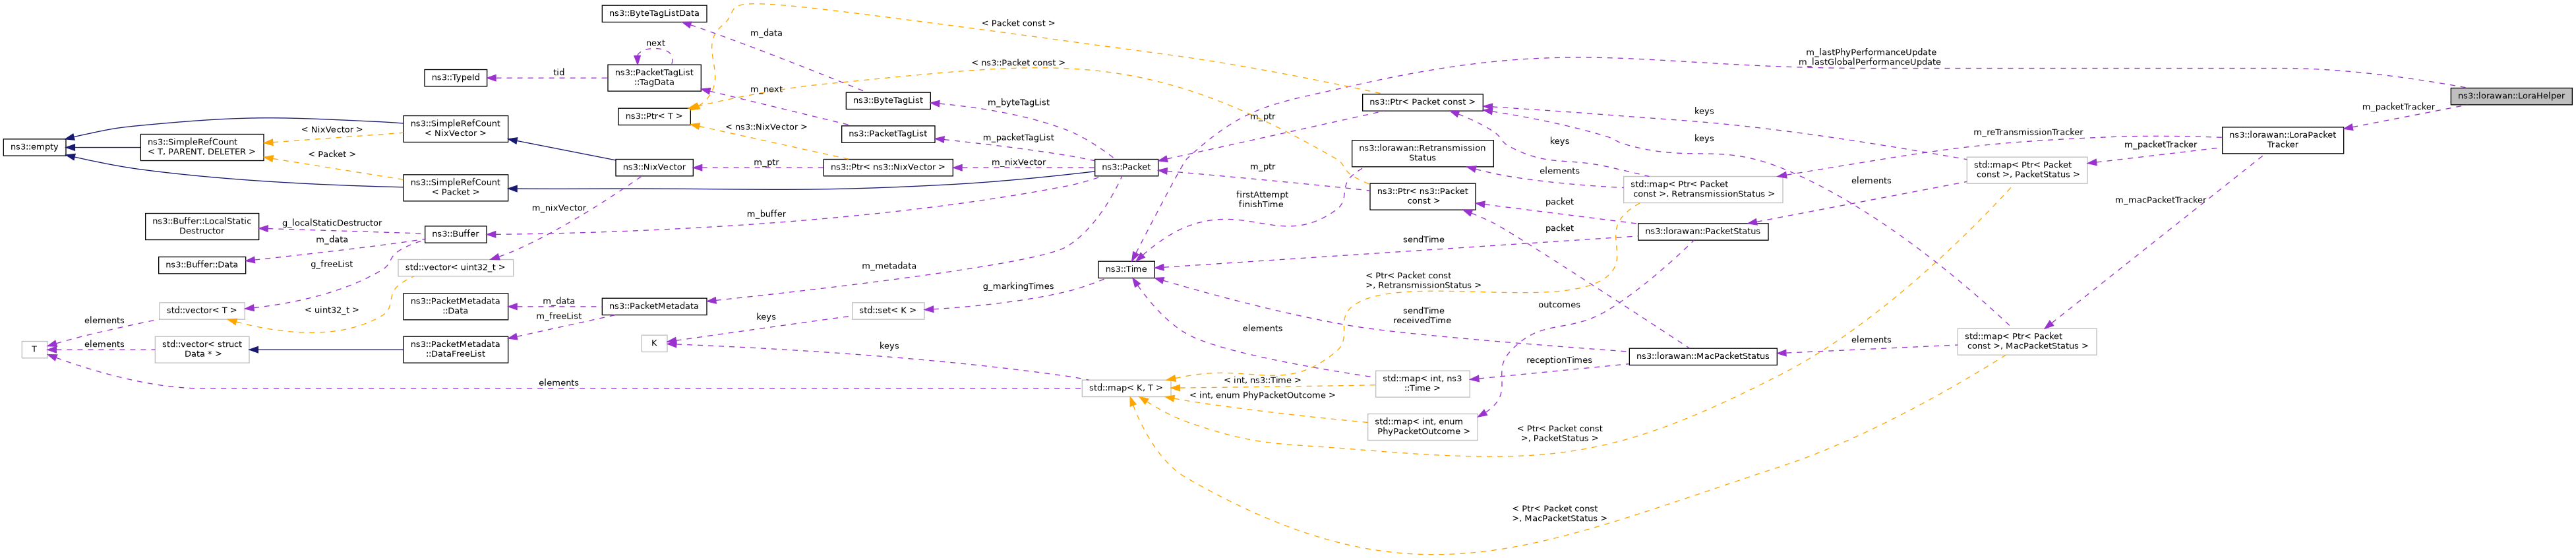 ns3::ByteTagListData
< Packet const >
m_data
next
m_lastPhyPerformanceUpdate
m_lastGlobalPerformanceUpdate
ns3::TypeId
tid
ns3::PacketTagList
::TagData
< ns3::Packet const >
m_next
ns3::ByteTagList
m_byteTagList
ns3::Ptr< Packet const >
ns3::lorawan::LoraHelper
m_packetTracker
keys
ns3::Ptr< T >
m_ptr
ns3::SimpleRefCount
< NixVector >
< NixVector >
< ns3::NixVector >
ns3::PacketTagList
m_packetTagList
keys
keys
m_reTransmissionTracker
ns3::lorawan::LoraPacket
Tracker
m_packetTracker
ns3::empty
ns3::SimpleRefCount
< T, PARENT, DELETER >
< Packet >
ns3::NixVector
m_ptr
ns3::Ptr< ns3::NixVector >
m_nixVector
ns3::Packet
m_ptr
ns3::lorawan::Retransmission
Status
elements
std::map< Ptr< Packet
const >, RetransmissionStatus >
elements
std::map< Ptr< Packet
const >, PacketStatus >
ns3::SimpleRefCount
< Packet >
firstAttempt
finishTime
ns3::Ptr< ns3::Packet
const >
packet
m_macPacketTracker
m_nixVector
m_buffer
ns3::Buffer::LocalStatic
Destructor
g_localStaticDestructor
ns3::Buffer
m_data
packet
ns3::lorawan::PacketStatus
sendTime
ns3::Buffer::Data
g_freeList
std::vector< uint32_t >
m_metadata
ns3::Time
< Ptr< Packet const
>, RetransmissionStatus >
g_markingTimes
std::vector< T >
< uint32_t >
ns3::PacketMetadata
::Data
m_data
ns3::PacketMetadata
m_freeList
std::set< K >
outcomes
sendTime
receivedTime
elements
elements
keys
elements
T
elements
std::vector< struct
Data * >
ns3::PacketMetadata
::DataFreeList
K
keys
std::map< Ptr< Packet
const >, MacPacketStatus >
ns3::lorawan::MacPacketStatus
receptionTimes
elements
std::map< K, T >
< int, ns3::Time >
std::map< int, ns3
::Time >
< int, enum PhyPacketOutcome >
std::map< int, enum
PhyPacketOutcome >
< Ptr< Packet const
>, PacketStatus >
< Ptr< Packet const
>, MacPacketStatus >